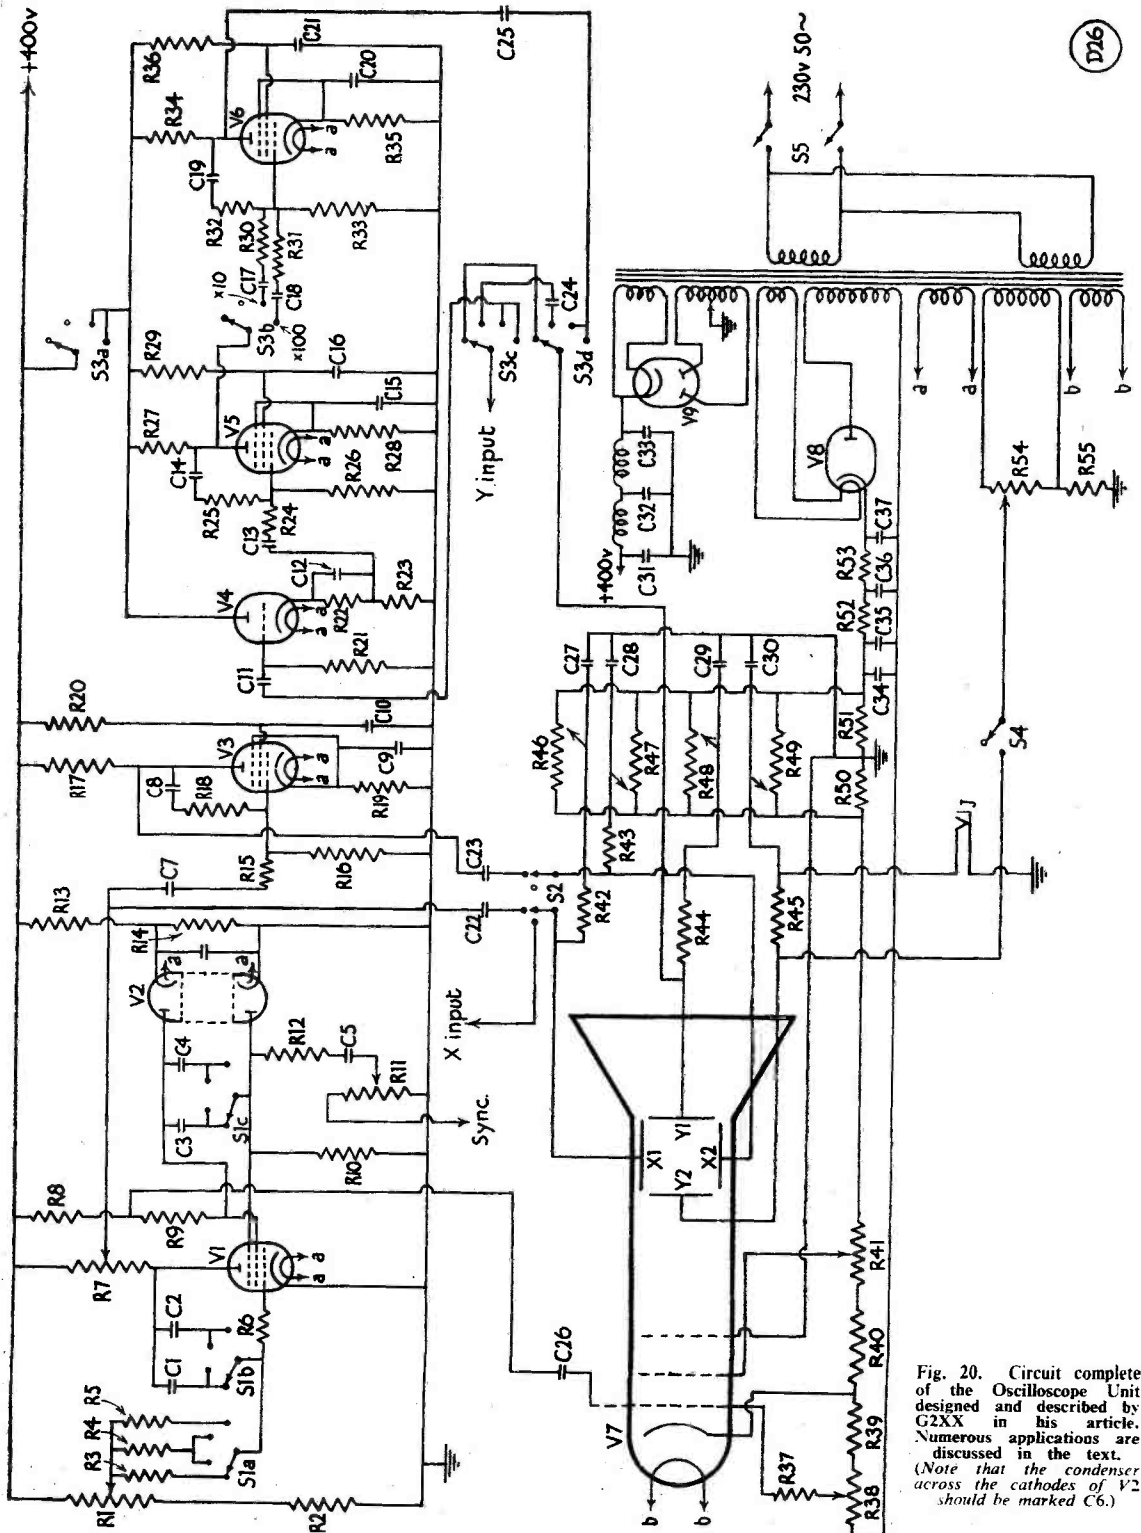 D26
+400v
R36
C21
C25
C20
R34
V6
a
a
R35
C19
R32
R30
R31
R33
x10
C17
C18
S3b
x100
230v 50~
S5
S3a
R29
C16
C15
R27
V5
a
a
R28
R26
C14
R25
R24
C13
C24
S3c
S3d
Y input
V9
V8
a
a
b
b
R54
R55
C33
C32
C31
+400v
C37
R53
C36
R52
C35
C34
C12
V4
a
a
R22
R23
R21
C11
R20
C10
R17
V3
a
a
C9
C8
R18
R19
C27
C28
C29
C30
R46
R47
R48
R49
R51
R50
S4
V1J
R43
C7
R15
R16
C23
S2
R42
R44
R45
R13
R14
C22
V2
a
a
X input
C4
R12
C5
R11
C3
S1c
Sync.
R10
Y1
X1
X2
Y2
R8
R9
V1
a
a
R7
R41
C2
R6
C1
S1b
C26
R40
R5
R4
R3
S1a
V7
R39
R37
R38
R1
R2
b
b
Fig. 20. Circuit complete
of the Oscilloscope Unit
designed and described by
G2XX in his article.
Numerous applications are
discussed in the text.
(Note that the condenser
across the cathodes of V2
should be marked C6.)